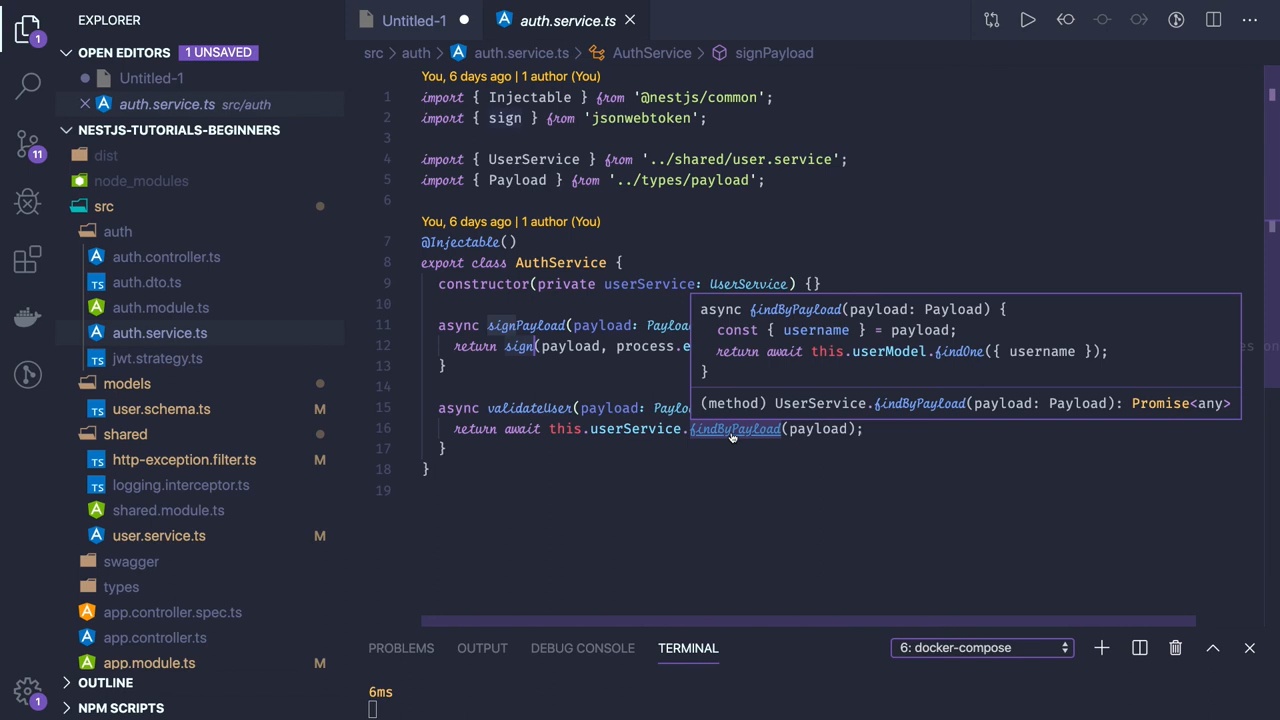 EXPLORER
Untitled-1
auth.service.ts
OPEN EDITORS 1 UNSAVED
Untitled-1
auth.service.ts src/auth
NESTJS-TUTORIALS-BEGINNERS
dist
node_modules
src
auth
auth.controller.ts
TS auth.dto.ts
auth.module.ts
auth.service.ts
TS jwt.strategy.ts
models
TS user.schema.ts M
shared
TS http-exception.filter.ts M
TS logging.interceptor.ts
shared.module.ts
user.service.ts M
swagger
types
app.controller.spec.ts
app.controller.ts
app.module.ts M
OUTLINE
NPM SCRIPTS
1
11
1
src > auth > auth.service.ts > AuthService > signPayload
You, 6 days ago | 1 author (You)
1 import { Injectable } from '@nestjs/common';
2 import { sign } from 'jsonwebtoken';
3
4 import { UserService } from '../shared/user.service';
5 import { Payload } from '../types/payload';
6
You, 6 days ago | 1 author (You)
7 @Injectable()
8 export class AuthService {
9 constructor(private userService: UserService) {}
10
11 async signPayload(payload: Payloa
12 return sign(payload, process.e
13 }
14
15 async validateUser(payload: Paylo
16 return await this.userService.findByPayload(payload);
17 }
18 }
19
async findByPayload(payload: Payload) {
const { username } = payload;
return await this.userModel.findOne({ username });
}
(method) UserService.findByPayload(payload: Payload): Promise<any>
PROBLEMS OUTPUT DEBUG CONSOLE TERMINAL 6: docker-compose
6ms